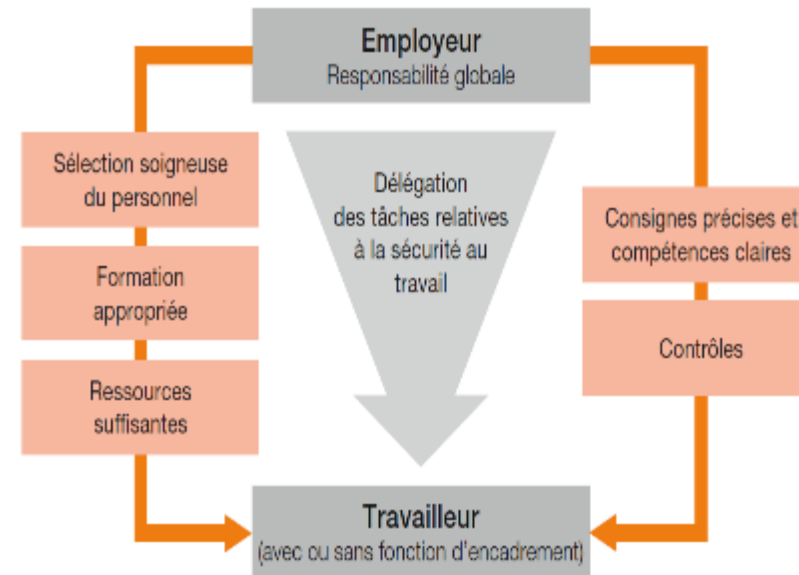 Employeur
Responsabilité globale
Sélection soigneuse
du personnel
Formation
appropriée
Ressources
suffisantes
Délégation
des tâches relatives
à la sécurité au
travail
Consignes précises et
compétences claires
Contrôles
Travailleur
(avec ou sans fonction d'encadrement)